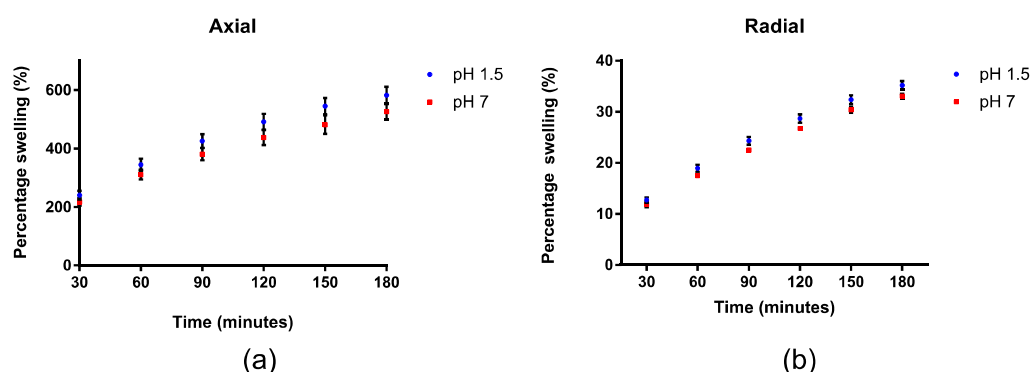 Axial
Percentage swelling (%)
600
400
200
0
30 60 90 120 150 180
Time (minutes)
pH 1.5
pH 7
(a)
Radial
Percentage swelling (%)
40
30
20
10
0
30 60 90 120 150 180
Time (minutes)
pH 1.5
pH 7
(b)